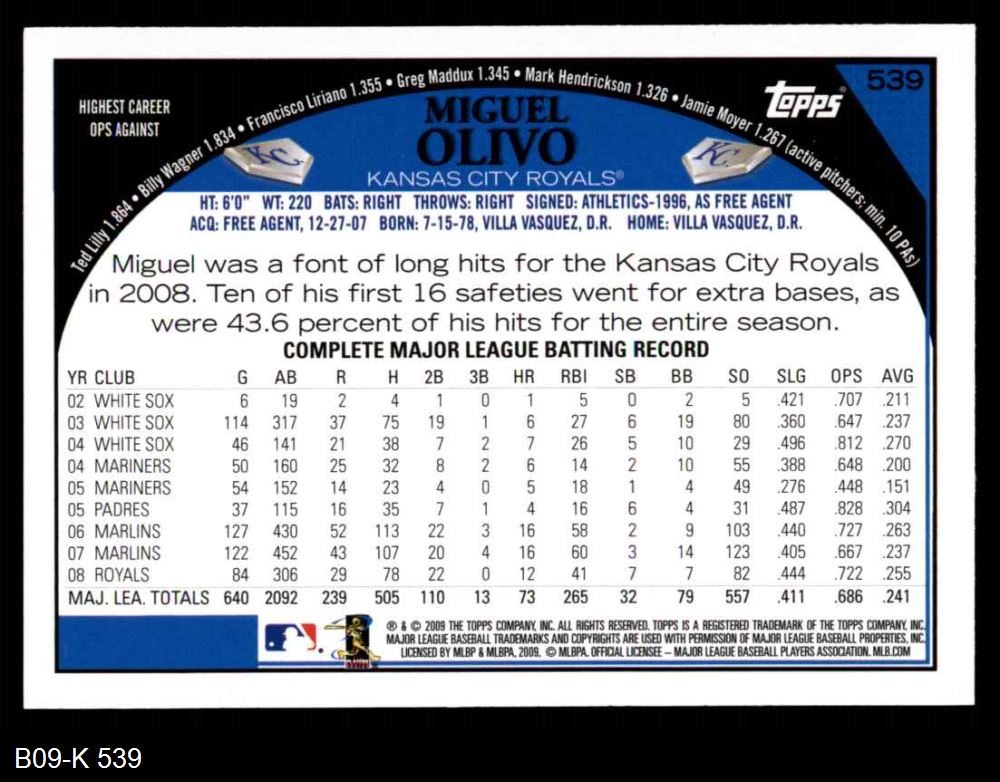 539
HIGHEST CAREER
OPS AGAINST
Ted Lilly 1.864 • Billy Wagner 1.834 • Francisco Liriano 1.355 • Greg Maddux 1.345 • Mark Hendrickson 1.326 • Jamie Moyer 1.267 (active pitchers; min. 10 PAs)
Topps®
MIGUEL
OLIVO
KC KC
KANSAS CITY ROYALS®
HT: 6'0" WT: 220 BATS: RIGHT THROWS: RIGHT SIGNED: ATHLETICS-1996, AS FREE AGENT
ACQ: FREE AGENT, 12-27-07 BORN: 7-15-78, VILLA VASQUEZ, D.R. HOME: VILLA VASQUEZ, D.R.
Miguel was a font of long hits for the Kansas City Royals
in 2008. Ten of his first 16 safeties went for extra bases, as
were 43.6 percent of his hits for the entire season.
COMPLETE MAJOR LEAGUE BATTING RECORD
YR CLUB G AB R H 2B 3B HR RBI SB BB SO SLG OPS AVG
02 WHITE SOX 6 19 2 4 1 0 1 5 0 2 5 .421 .707 .211
03 WHITE SOX 114 317 37 75 19 1 6 27 6 19 80 .360 .647 .237
04 WHITE SOX 46 141 21 38 7 2 7 26 5 10 29 .496 .812 .270
04 MARINERS 50 160 25 32 8 2 6 14 2 10 55 .388 .648 .200
05 MARINERS 54 152 14 23 4 0 5 18 1 4 49 .276 .448 .151
05 PADRES 37 115 16 35 7 1 4 16 6 4 31 .487 .828 .304
06 MARLINS 127 430 52 113 22 3 16 58 2 9 103 .440 .727 .263
07 MARLINS 122 452 43 107 20 4 16 60 3 14 123 .405 .667 .237
08 ROYALS 84 306 29 78 22 0 12 41 7 7 82 .444 .722 .255
MAJ. LEA. TOTALS 640 2092 239 505 110 13 73 265 32 79 557 .411 .686 .241
® & © 2009 THE TOPPS COMPANY, INC. ALL RIGHTS RESERVED. TOPPS IS A REGISTERED TRADEMARK OF THE TOPPS COMPANY, INC.
MAJOR LEAGUE BASEBALL TRADEMARKS AND COPYRIGHTS ARE USED WITH PERMISSION OF MAJOR LEAGUE BASEBALL PROPERTIES, INC.
LICENSED BY MLBP & MLBPA, 2009. © MLBPA. OFFICIAL LICENSEE – MAJOR LEAGUE BASEBALL PLAYERS ASSOCIATION. MLB.COM
B09-K 539